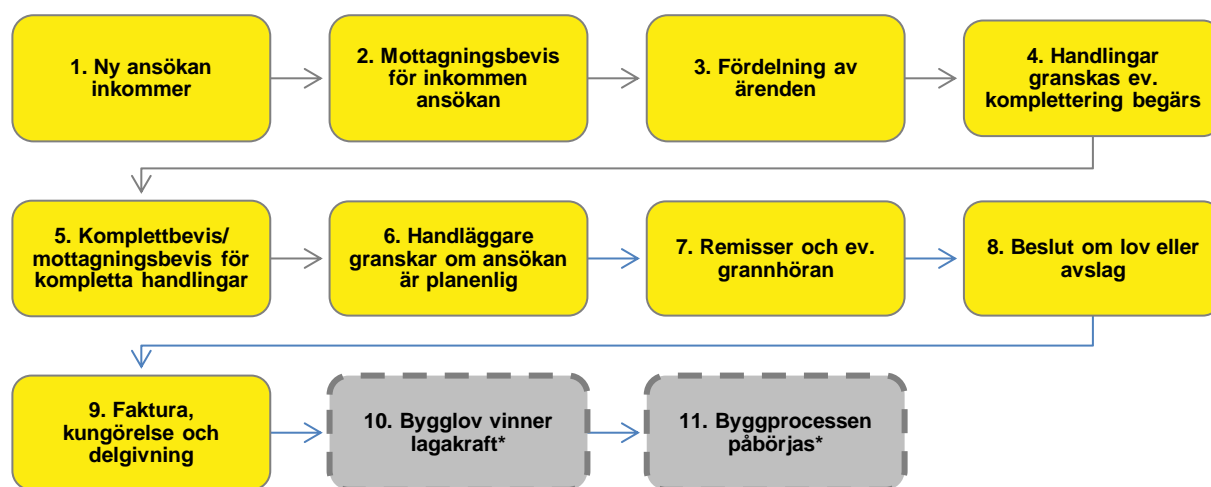 1. Ny ansökan
inkommer
2. Mottagningsbevis
för inkommen
ansökan
3. Fördelning av
ärenden
4. Handlingar
granskas ev.
komplettering begärs
5. Komplettbevis/
mottagningsbevis för
kompletta handlingar
6. Handläggare
granskar om ansökan
är planenlig
7. Remisser och ev.
grannhöran
8. Beslut om lov eller
avslag
9. Faktura,
kungörelse och
delgivning
10. Bygglov vinner
lagakraft*
11. Byggprocessen
påbörjas*